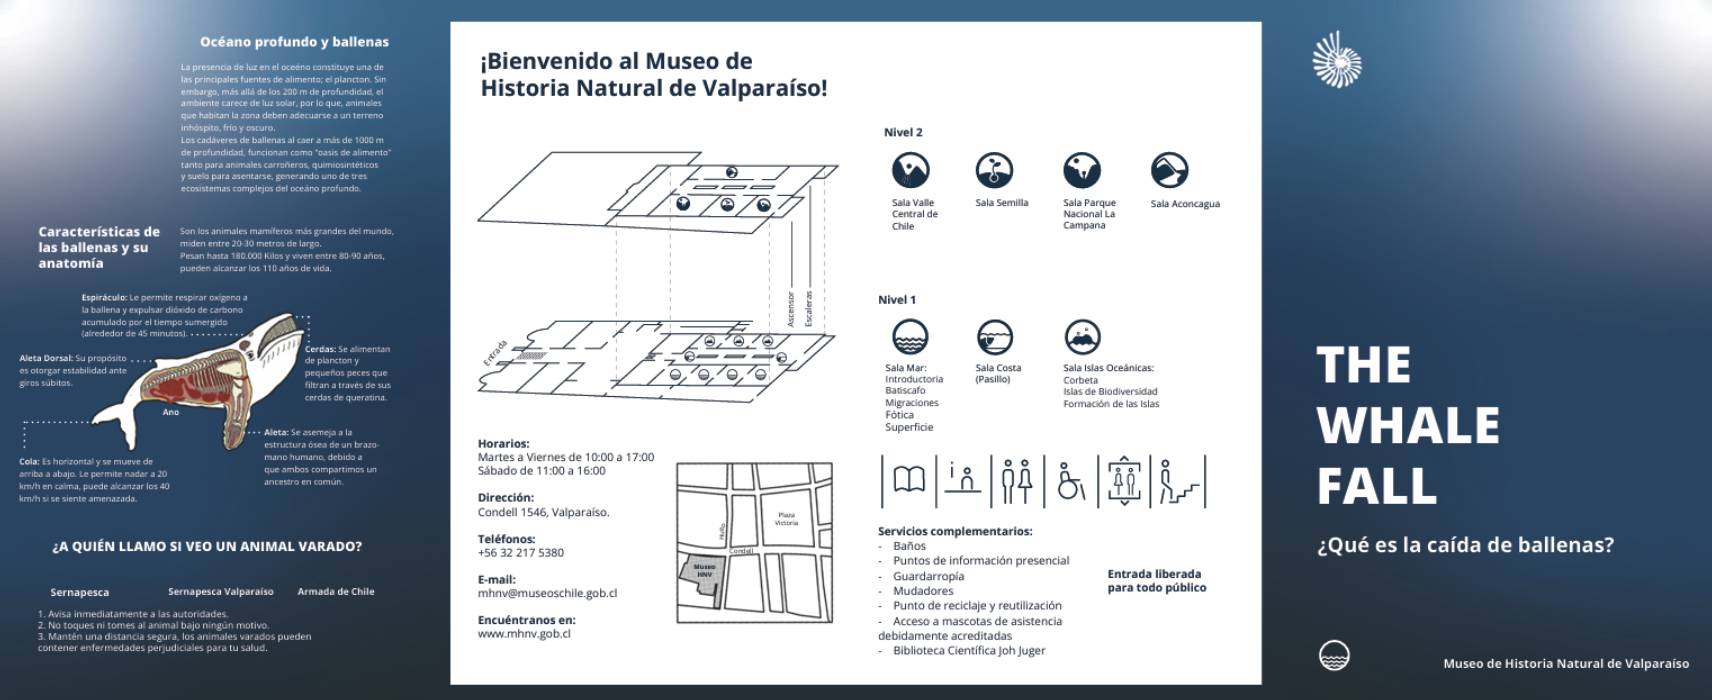 Océano profundo y ballenas
La presencia de luz en el océeno constituye una de
las principales fuentes de alimento; el plancton. Sin
embargo, más allá de los 200 m de profundidad, el
ambiente carece de luz solar, por lo que, animales
que habitan la zona deben adecuarse a un terreno
inhóspito, frío y oscuro.
Los cadáveres de ballenas al caer a más de 1000 m
de profundidad, funcionan como "oasis de alimento"
tanto para animales carroñeros, quimiosintéticos
y suelo para asentarse, generando uno de tres
ecosistemas complejos del oceáno profundo.
Características de
las ballenas y su
anatomía
Son los animales mamíferos más grandes del mundo,
miden entre 20-30 metros de largo.
Pesan hasta 180.000 Kilos y viven entre 80-90 años,
pueden alcanzar los 110 años de vida.
Espiráculo: Le permite respirar oxígeno a
la ballena y expulsar dióxido de carbono
acumulado por el tiempo sumergido
(alrededor de 45 minutos).
Aleta Dorsal: Su propósito
es otorgar estabilidad ante
giros súbitos.
Cerdas: Se alimentan
de plancton y
pequeños peces que
filtran a través de sus
cerdas de queratina.
Ano
Aleta: Se asemeja a la
estructura ósea de un brazo-
mano humano, debido a
que ambos compartimos un
ancestro en común.
Cola: Es horizontal y se mueve de
arriba a abajo. Le permite nadar a 20
km/h en calma, puede alcanzar los 40
km/h si se siente amenazada.
¿A QUIÉN LLAMO SI VEO UN ANIMAL VARADO?
Sernapesca
Sernapesca Valparaíso
Armada de Chile
1. Avisa inmediatamente a las autoridades.
2. No toques ni tomes al animal bajo ningún motivo.
3. Mantén una distancia segura, los animales varados pueden
contener enfermedades perjudiciales para tu salud.
¡Bienvenido al Museo de
Historia Natural de Valparaíso!
Ascensor
Escaleras
Entrada
Horarios:
Martes a Viernes de 10:00 a 17:00
Sábado de 11:00 a 16:00
Dirección:
Condell 1546, Valparaíso.
Teléfonos:
+56 32 217 5380
E-mail:
mhnv@museoschile.gob.cl
Encuéntranos en:
www.mhnv.gob.cl
Plaza
Victoria
Huito
Condell
Museo
HNV
Nivel 2
Sala Valle
Central de
Chile
Sala Semilla
Sala Parque
Nacional La
Campana
Sala Aconcagua
Nivel 1
Sala Mar:
Introductoria
Batiscafo
Migraciones
Fótica
Superficie
Sala Costa
(Pasillo)
Sala Islas Oceánicas:
Corbeta
Islas de Biodiversidad
Formación de las Islas
i
Servicios complementarios:
- Baños
- Puntos de información presencial
- Guardarropía
- Mudadores
- Punto de reciclaje y reutilización
- Acceso a mascotas de asistencia
debidamente acreditadas
- Biblioteca Científica Joh Juger
Entrada liberada
para todo público
THE
WHALE
FALL
¿Qué es la caída de ballenas?
Museo de Historia Natural de Valparaíso